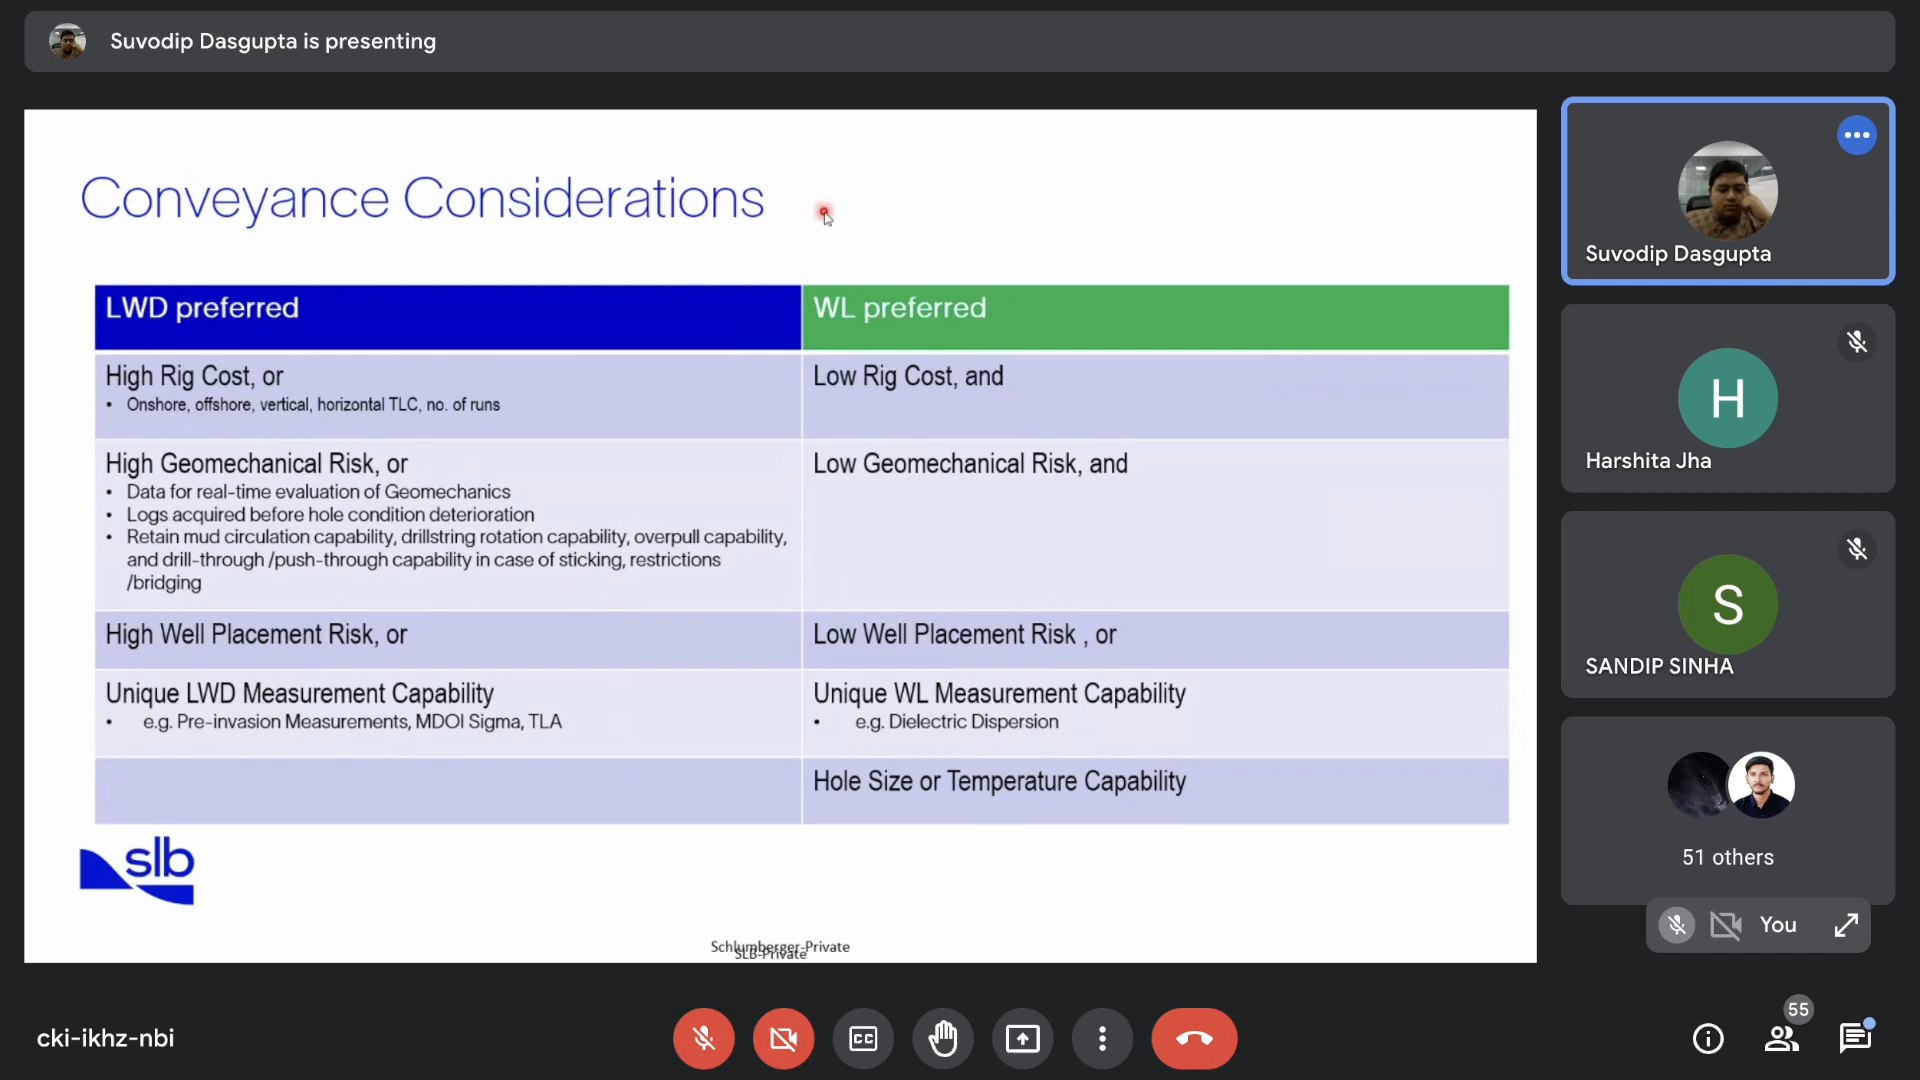 Suvodip Dasgupta is presenting
Conveyance Considerations
LWD preferred
WL preferred
High Rig Cost, or
• Onshore, offshore, vertical, horizontal TLC, no. of runs
Low Rig Cost, and
High Geomechanical Risk, or
• Data for real-time evaluation of Geomechanics
• Logs acquired before hole condition deterioration
• Retain mud circulation capability, drillstring rotation capability, overpull capability,
and drill-through /push-through capability in case of sticking, restrictions
/bridging
Low Geomechanical Risk, and
High Well Placement Risk, or
Low Well Placement Risk , or
Unique LWD Measurement Capability
• e.g. Pre-invasion Measurements, MDOI Sigma, TLA
Unique WL Measurement Capability
• e.g. Dielectric Dispersion
Hole Size or Temperature Capability
slb
Schlumberger-Private
SLB-Private
Suvodip Dasgupta
H
Harshita Jha
S
SANDIP SINHA
51 others
You
cki-ikhz-nbi
CC
55